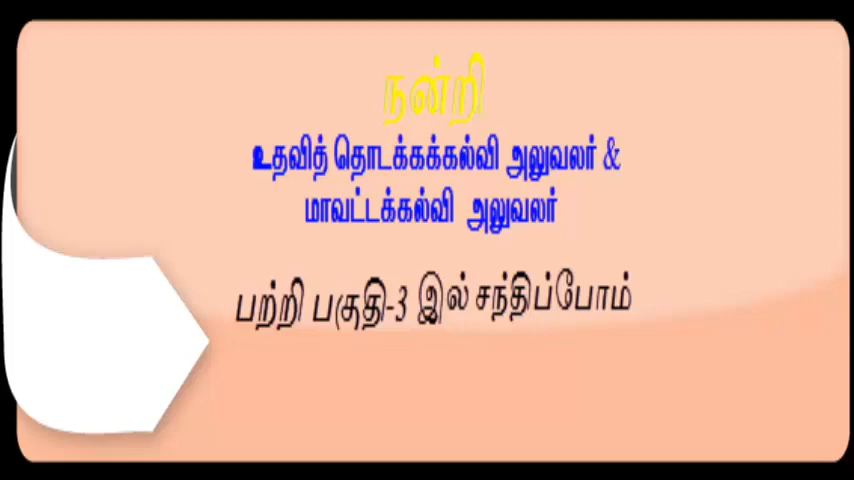 நன்றி
உதவித் தொடக்கக்கல்வி அலுவலர் &
மாவட்டக்கல்வி அலுவலர்
பற்றி பகுதி-3 இல் சந்திப்போம்